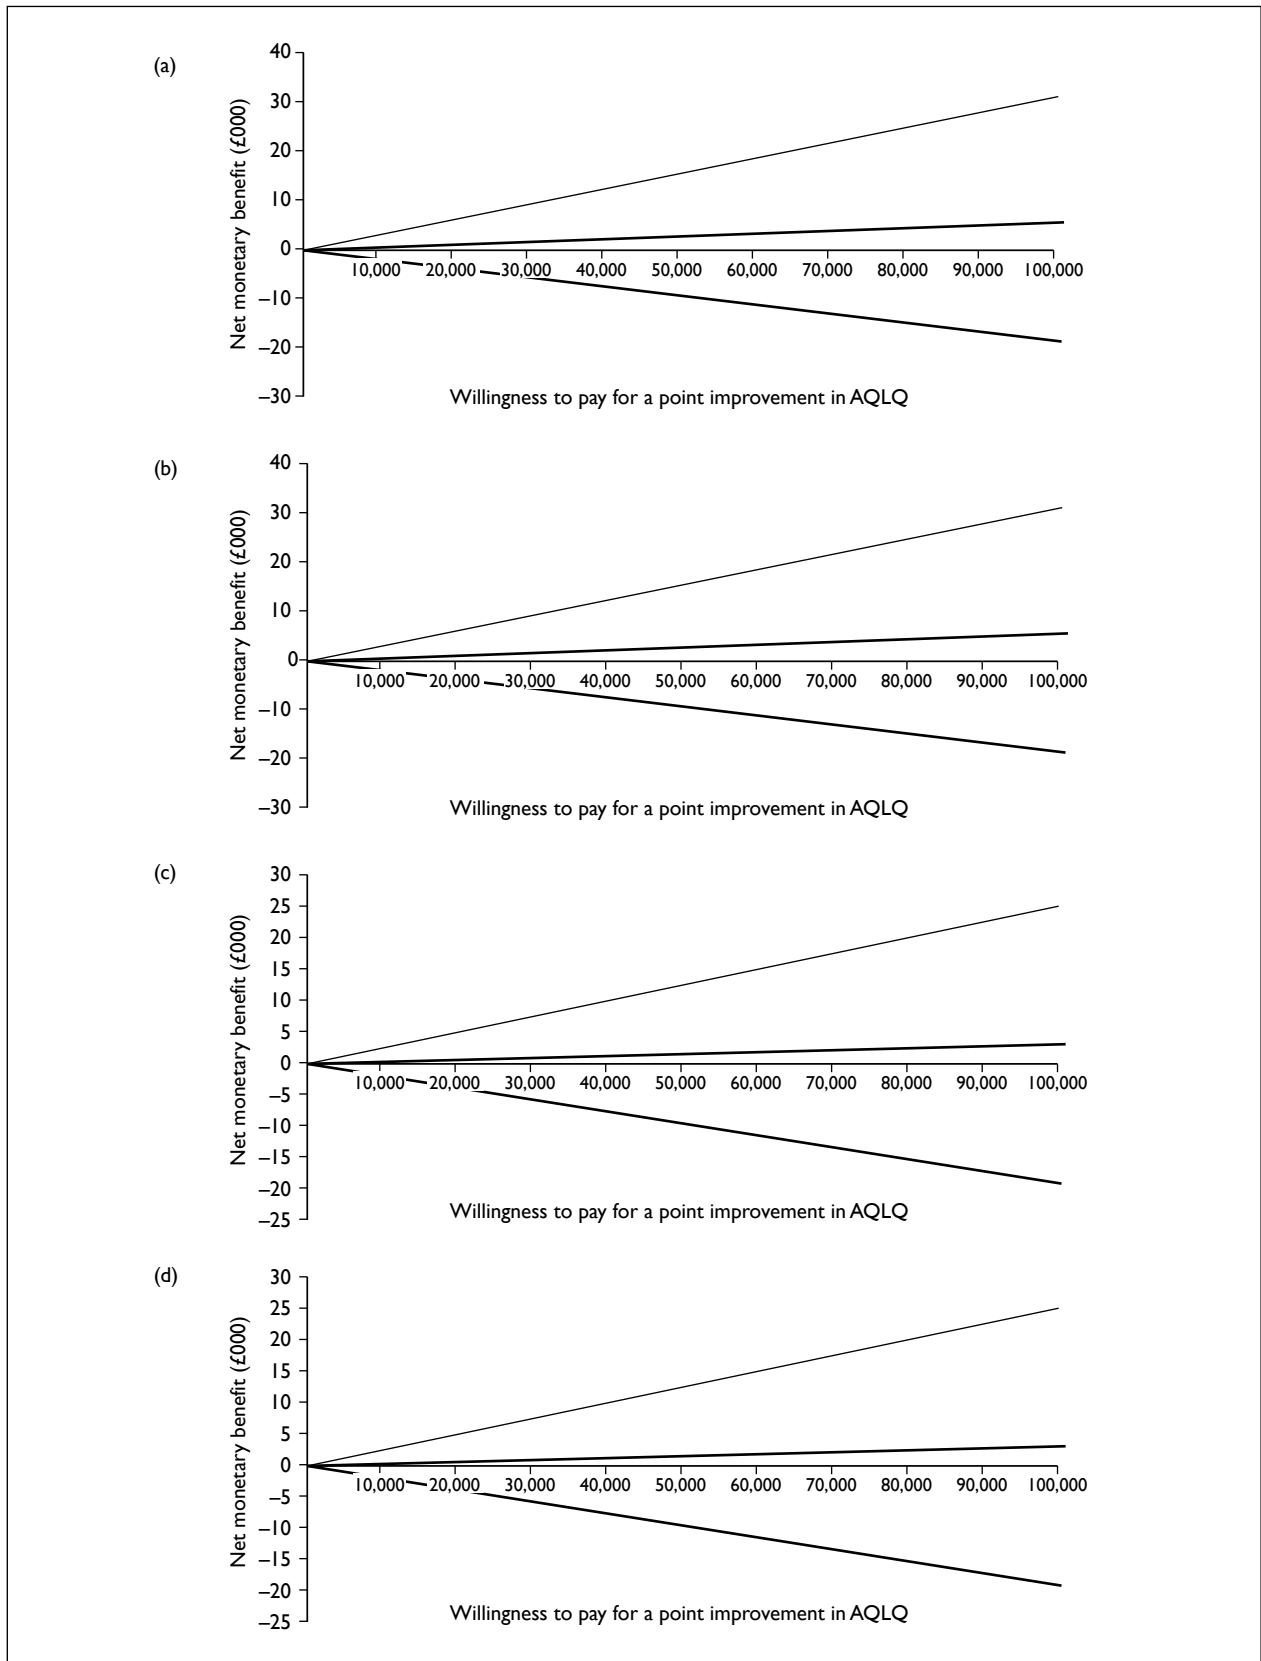 (a)
Net monetary benefit (£000)
40
30
20
10
0
–10
–20
–30
10,000 20,000 30,000 40,000 50,000 60,000 70,000 80,000 90,000 100,000
Willingness to pay for a point improvement in AQLQ
(b)
Net monetary benefit (£000)
40
30
20
10
0
–10
–20
–30
10,000 20,000 30,000 40,000 50,000 60,000 70,000 80,000 90,000 100,000
Willingness to pay for a point improvement in AQLQ
(c)
Net monetary benefit (£000)
30
25
20
15
10
5
0
–5
–10
–15
–20
–25
10,000 20,000 30,000 40,000 50,000 60,000 70,000 80,000 90,000 100,000
Willingness to pay for a point improvement in AQLQ
(d)
Net monetary benefit (£000)
30
25
20
15
10
5
0
–5
–10
–15
–20
–25
10,000 20,000 30,000 40,000 50,000 60,000 70,000 80,000 90,000 100,000
Willingness to pay for a point improvement in AQLQ